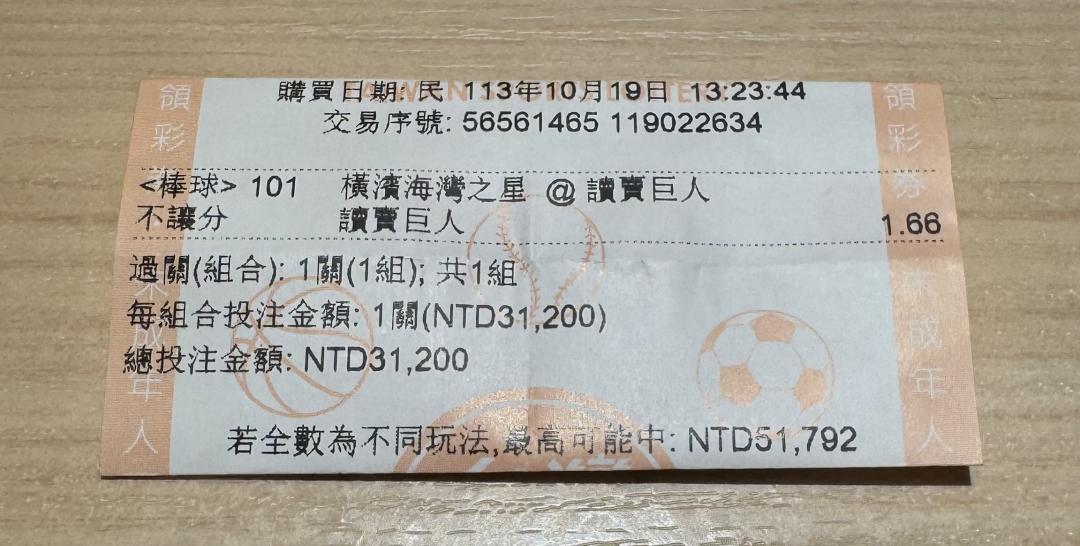 購買日期: 民 113年10月19日 13:23:44
交易序號: 56561465 119022634
<棒球> 101 橫濱海灣之星 @ 讀賣巨人
不讓分 讀賣巨人 1.66
過關(組合): 1關(1組); 共1組
每組合投注金額: 1關(NTD31,200)
總投注金額: NTD31,200
若全數為不同玩法,最高可能中: NTD51,792
領彩
未成年人
領彩券
未成年人